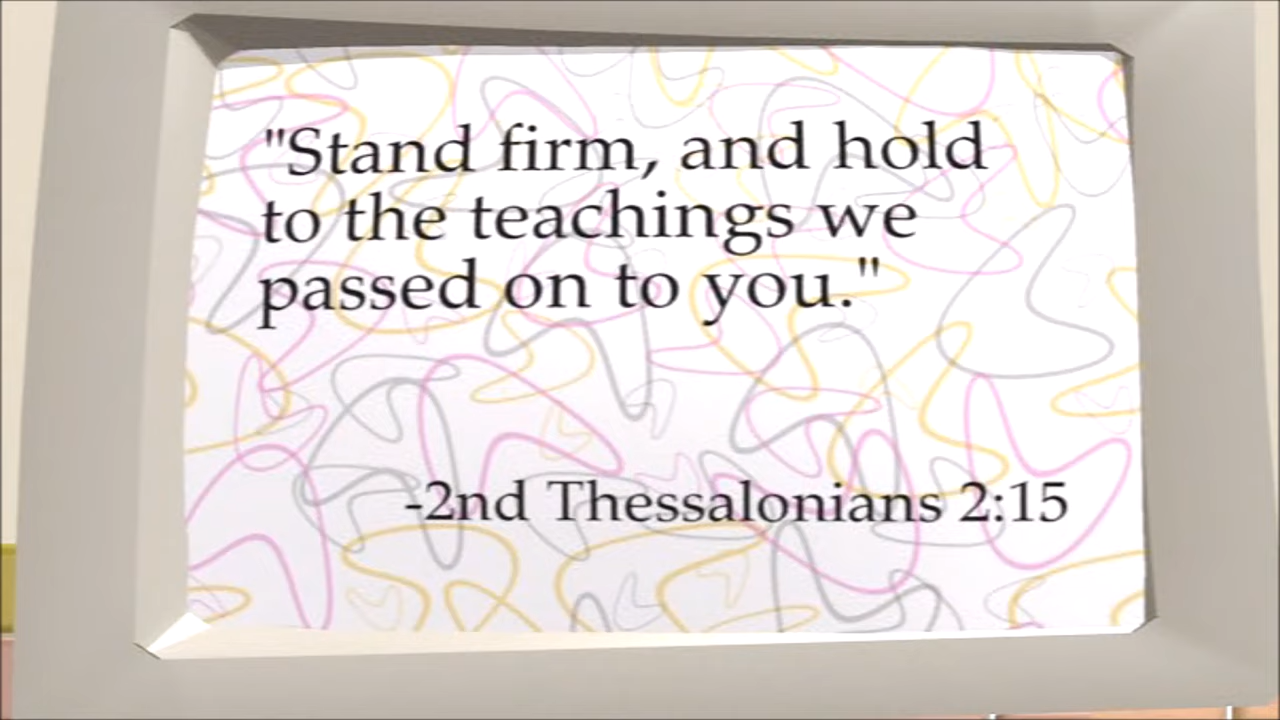 "Stand firm, and hold
to the teachings we
passed on to you."
-2nd Thessalonians 2:15